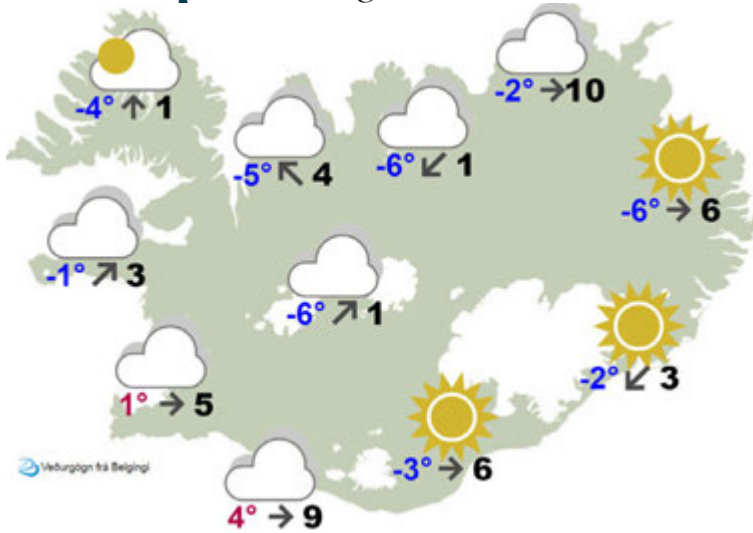 -2° →10
-4° ↑ 1
-5° ↖ 4
-6° ↙ 1
-6° → 6
-1° ↗ 3
-6° ↗ 1
-2° ↙ 3
1° → 5
-3° → 6
Veðurgögn frá Belgingi
4° → 9